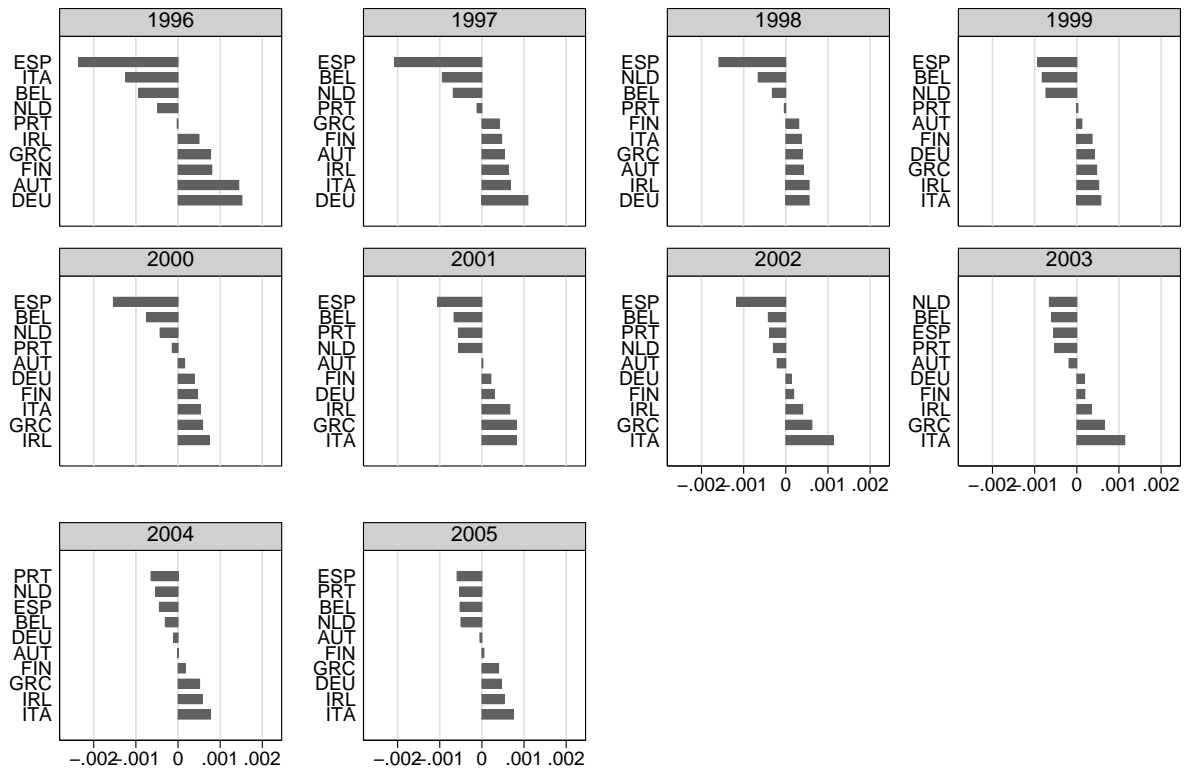 1996
ESP
ITA
BEL
NLD
PRT
IRL
GRC
FIN
AUT
DEU
1997
ESP
BEL
NLD
PRT
GRC
FIN
AUT
IRL
ITA
DEU
1998
ESP
NLD
BEL
PRT
FIN
ITA
GRC
AUT
IRL
DEU
1999
ESP
BEL
NLD
PRT
AUT
FIN
DEU
GRC
IRL
ITA
2000
ESP
BEL
NLD
PRT
AUT
DEU
FIN
ITA
GRC
IRL
2001
ESP
BEL
PRT
NLD
AUT
FIN
DEU
IRL
GRC
ITA
2002
ESP
BEL
PRT
NLD
AUT
DEU
FIN
IRL
GRC
ITA
−.002 −.001 0 .001 .002
2003
NLD
BEL
ESP
PRT
AUT
DEU
FIN
IRL
GRC
ITA
−.002 −.001 0 .001 .002
2004
PRT
NLD
ESP
BEL
DEU
AUT
FIN
GRC
IRL
ITA
−.002 −.001 0 .001 .002
2005
ESP
PRT
BEL
NLD
AUT
FIN
GRC
DEU
IRL
ITA
−.002 −.001 0 .001 .002